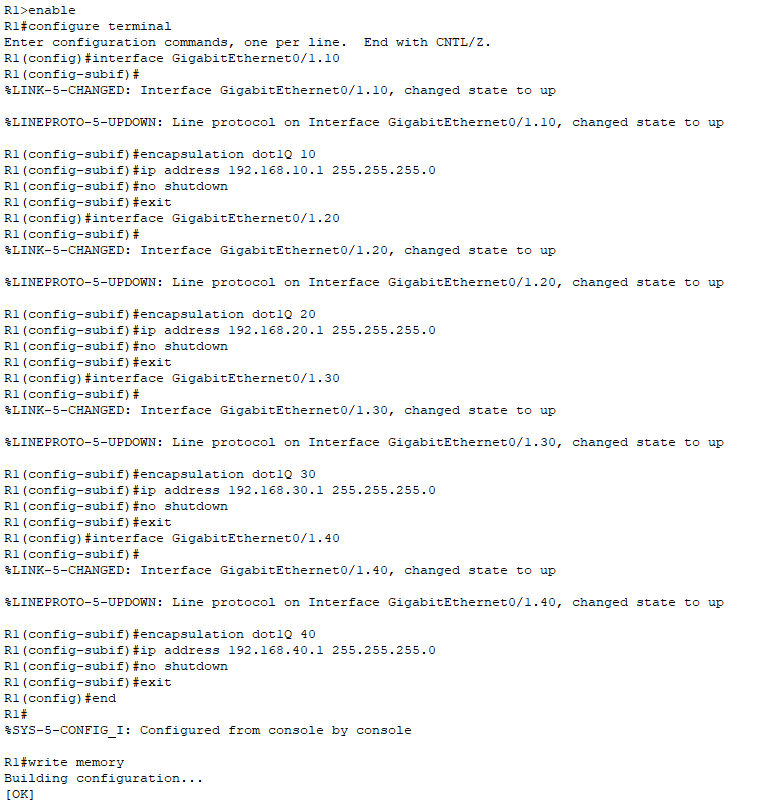 R1>enable
R1#configure terminal
Enter configuration commands, one per line.  End with CNTL/Z.
R1(config)#interface GigabitEthernet0/1.10
R1(config-subif)#
%LINK-5-CHANGED: Interface GigabitEthernet0/1.10, changed state to up
%LINEPROTO-5-UPDOWN: Line protocol on Interface GigabitEthernet0/1.10, changed state to up
R1(config-subif)#encapsulation dot1Q 10
R1(config-subif)#ip address 192.168.10.1 255.255.255.0
R1(config-subif)#no shutdown
R1(config-subif)#exit
R1(config)#interface GigabitEthernet0/1.20
R1(config-subif)#
%LINK-5-CHANGED: Interface GigabitEthernet0/1.20, changed state to up
%LINEPROTO-5-UPDOWN: Line protocol on Interface GigabitEthernet0/1.20, changed state to up
R1(config-subif)#encapsulation dot1Q 20
R1(config-subif)#ip address 192.168.20.1 255.255.255.0
R1(config-subif)#no shutdown
R1(config-subif)#exit
R1(config)#interface GigabitEthernet0/1.30
R1(config-subif)#
%LINK-5-CHANGED: Interface GigabitEthernet0/1.30, changed state to up
%LINEPROTO-5-UPDOWN: Line protocol on Interface GigabitEthernet0/1.30, changed state to up
R1(config-subif)#encapsulation dot1Q 30
R1(config-subif)#ip address 192.168.30.1 255.255.255.0
R1(config-subif)#no shutdown
R1(config-subif)#exit
R1(config)#interface GigabitEthernet0/1.40
R1(config-subif)#
%LINK-5-CHANGED: Interface GigabitEthernet0/1.40, changed state to up
%LINEPROTO-5-UPDOWN: Line protocol on Interface GigabitEthernet0/1.40, changed state to up
R1(config-subif)#encapsulation dot1Q 40
R1(config-subif)#ip address 192.168.40.1 255.255.255.0
R1(config-subif)#no shutdown
R1(config-subif)#exit
R1(config)#end
R1#
%SYS-5-CONFIG_I: Configured from console by console
R1#write memory
Building configuration...
[OK]